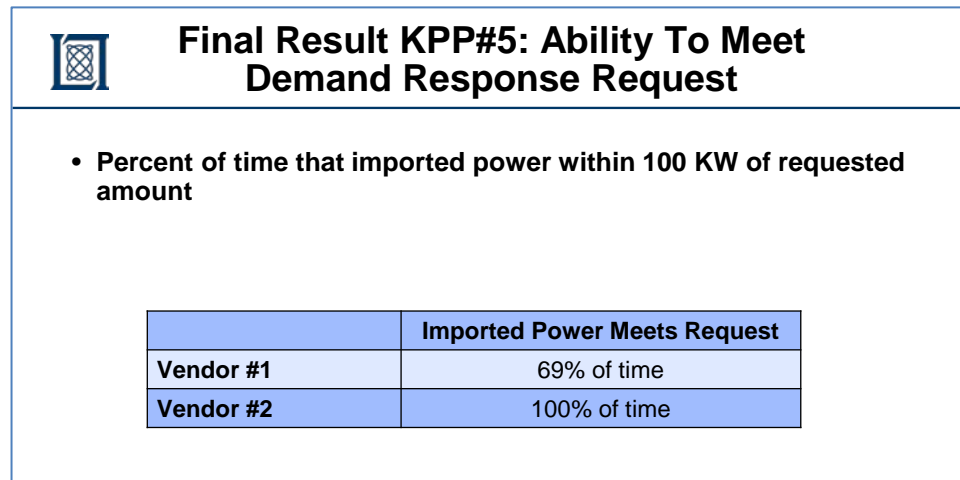 Final Result KPP#5: Ability To Meet
Demand Response Request
• Percent of time that imported power within 100 KW of requested
amount
Imported Power Meets Request
Vendor #1 69% of time
Vendor #2 100% of time